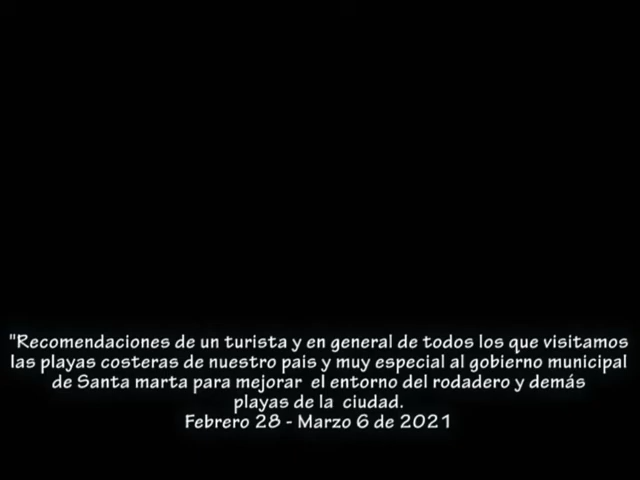 "Recomendaciones de un turista y en general de todos los que visitamos
las playas costeras de nuestro pais y muy especial al gobierno municipal
de Santa marta para mejorar el entorno del rodadero y demás
playas de la ciudad.
Febrero 28 - Marzo 6 de 2021